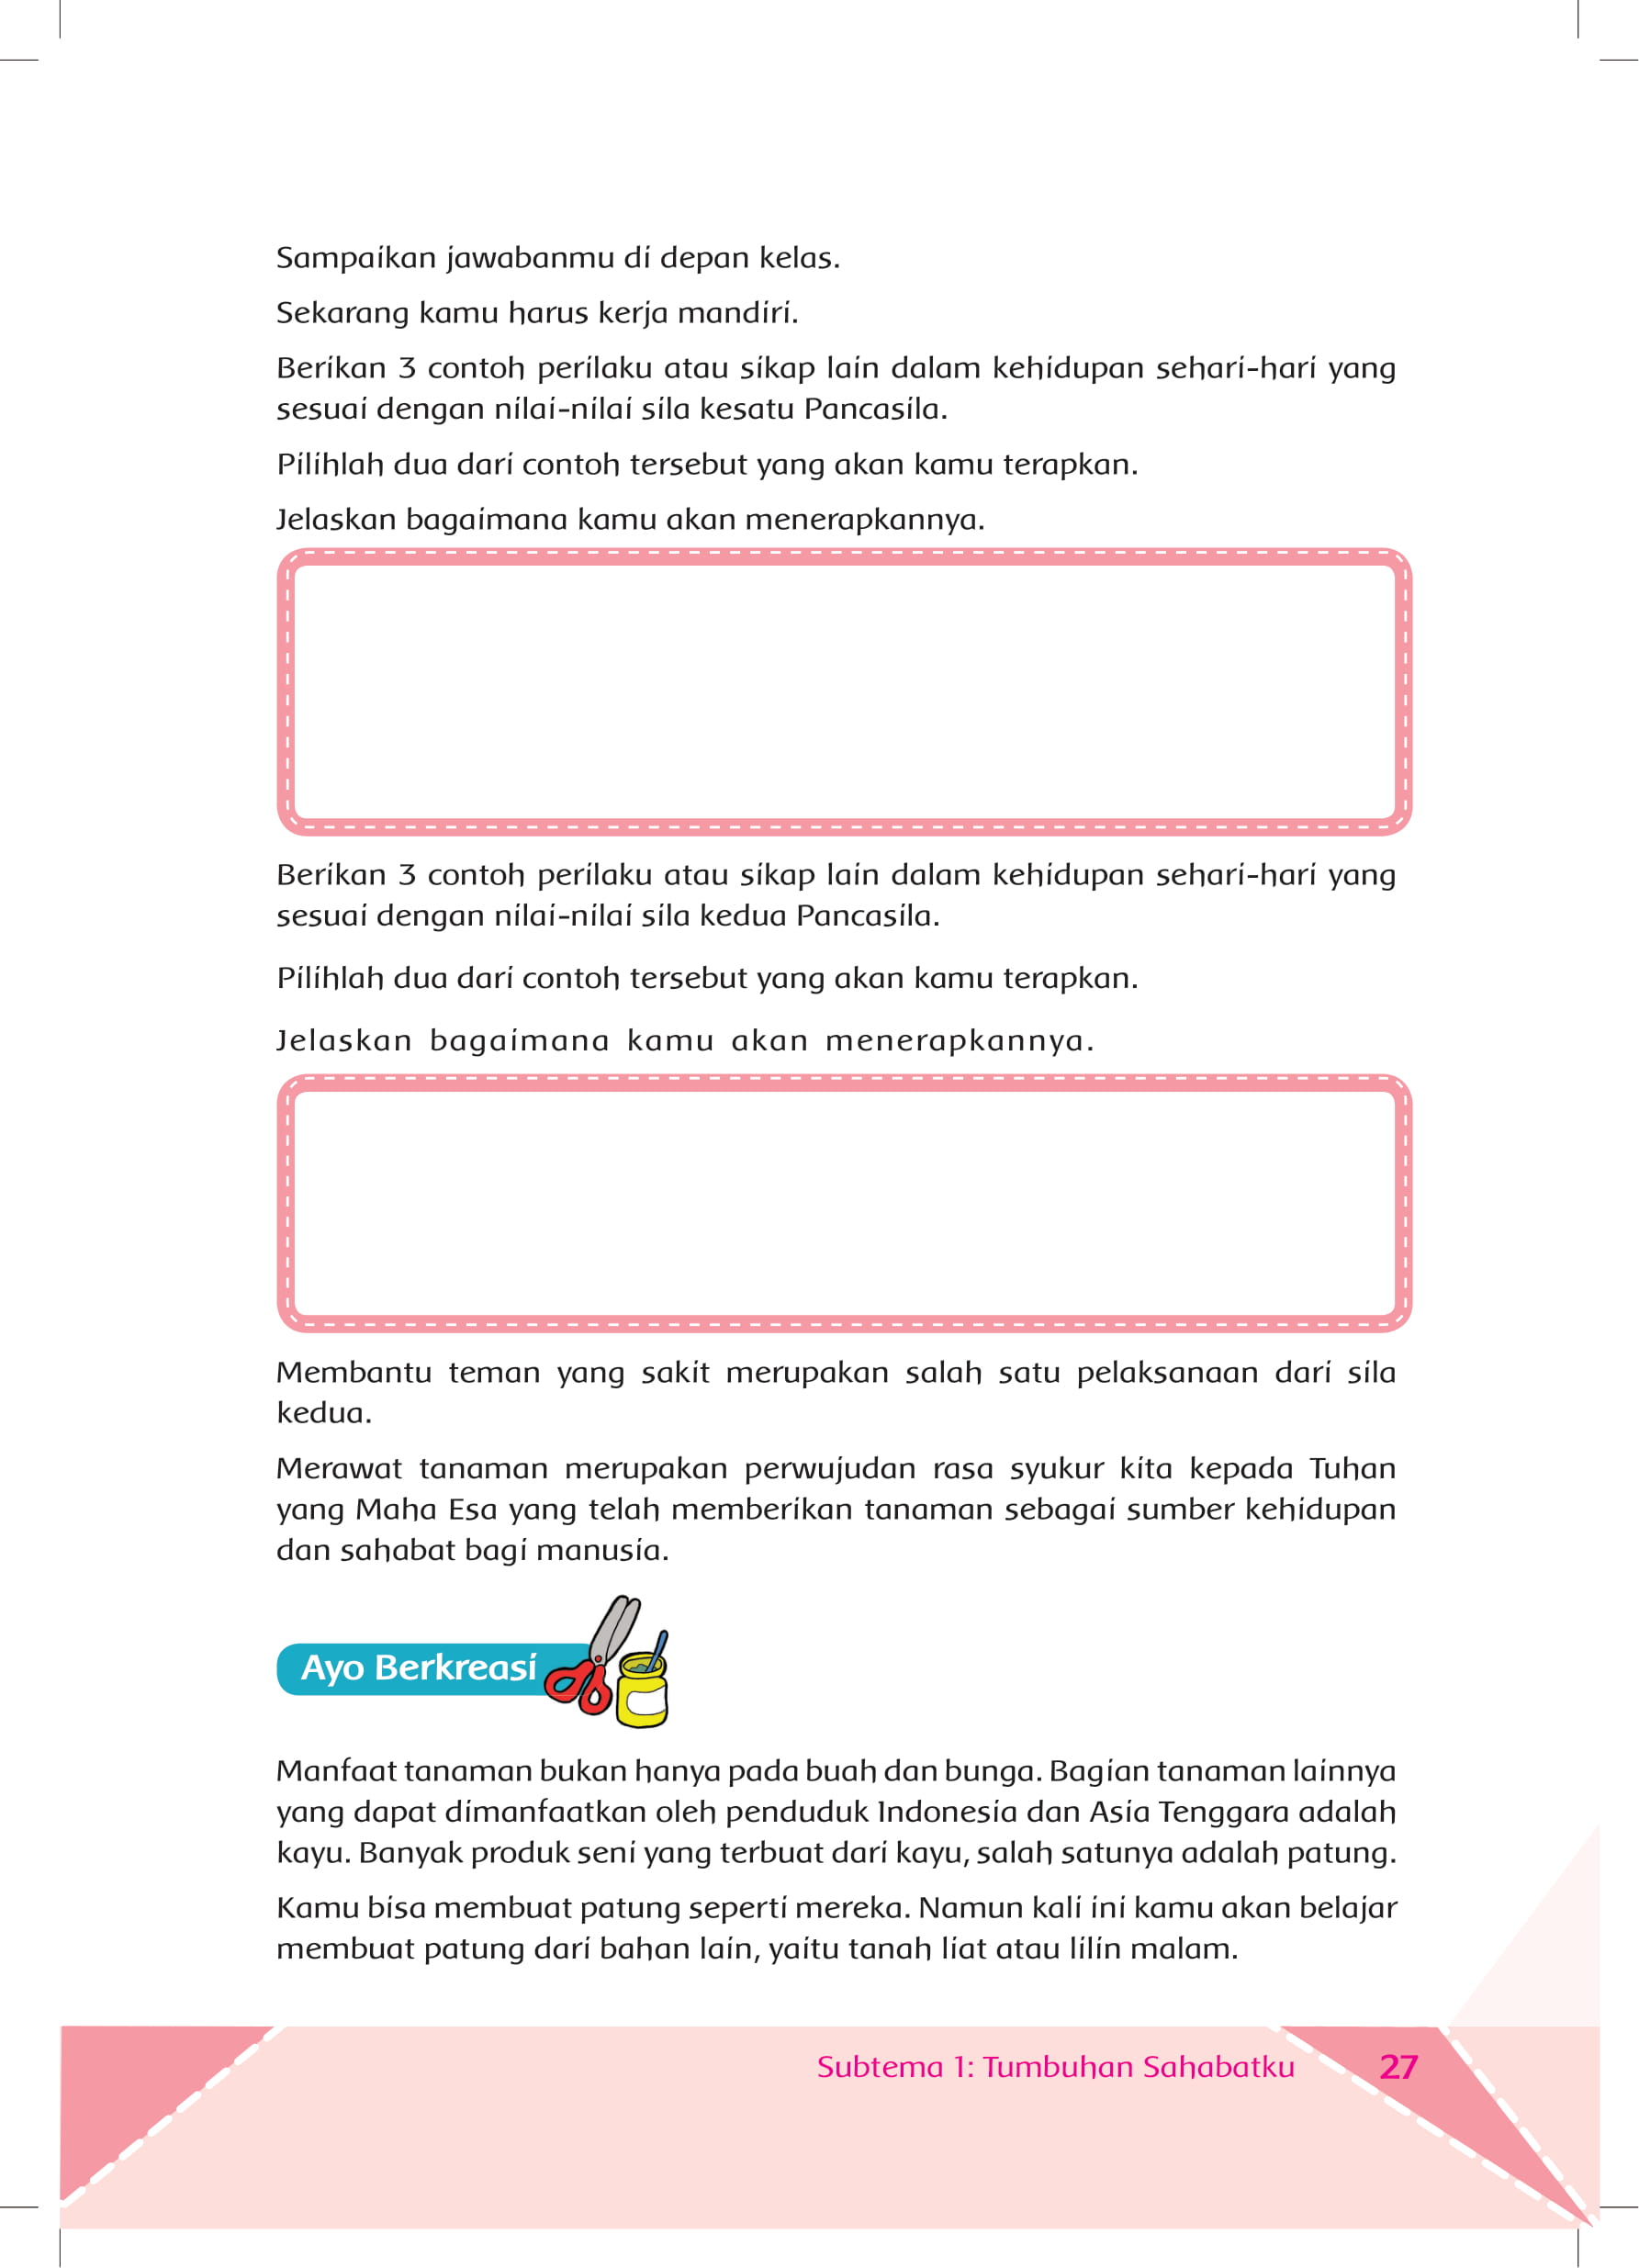 Sampaikan jawabanmu di depan kelas.
Sekarang kamu harus kerja mandiri.
Berikan 3 contoh perilaku atau sikap lain dalam kehidupan sehari-hari yang
sesuai dengan nilai-nilai sila kesatu Pancasila.
Pilihlah dua dari contoh tersebut yang akan kamu terapkan.
Jelaskan bagaimana kamu akan menerapkannya.
Berikan 3 contoh perilaku atau sikap lain dalam kehidupan sehari-hari yang
sesuai dengan nilai-nilai sila kedua Pancasila.
Pilihlah dua dari contoh tersebut yang akan kamu terapkan.
Jelaskan bagaimana kamu akan menerapkannya.
Membantu teman yang sakit merupakan salah satu pelaksanaan dari sila
kedua.
Merawat tanaman merupakan perwujudan rasa syukur kita kepada Tuhan
yang Maha Esa yang telah memberikan tanaman sebagai sumber kehidupan
dan sahabat bagi manusia.
Ayo Berkreasi
Manfaat tanaman bukan hanya pada buah dan bunga. Bagian tanaman lainnya
yang dapat dimanfaatkan oleh penduduk Indonesia dan Asia Tenggara adalah
kayu. Banyak produk seni yang terbuat dari kayu, salah satunya adalah patung.
Kamu bisa membuat patung seperti mereka. Namun kali ini kamu akan belajar
membuat patung dari bahan lain, yaitu tanah liat atau lilin malam.
Subtema 1: Tumbuhan Sahabatku 27